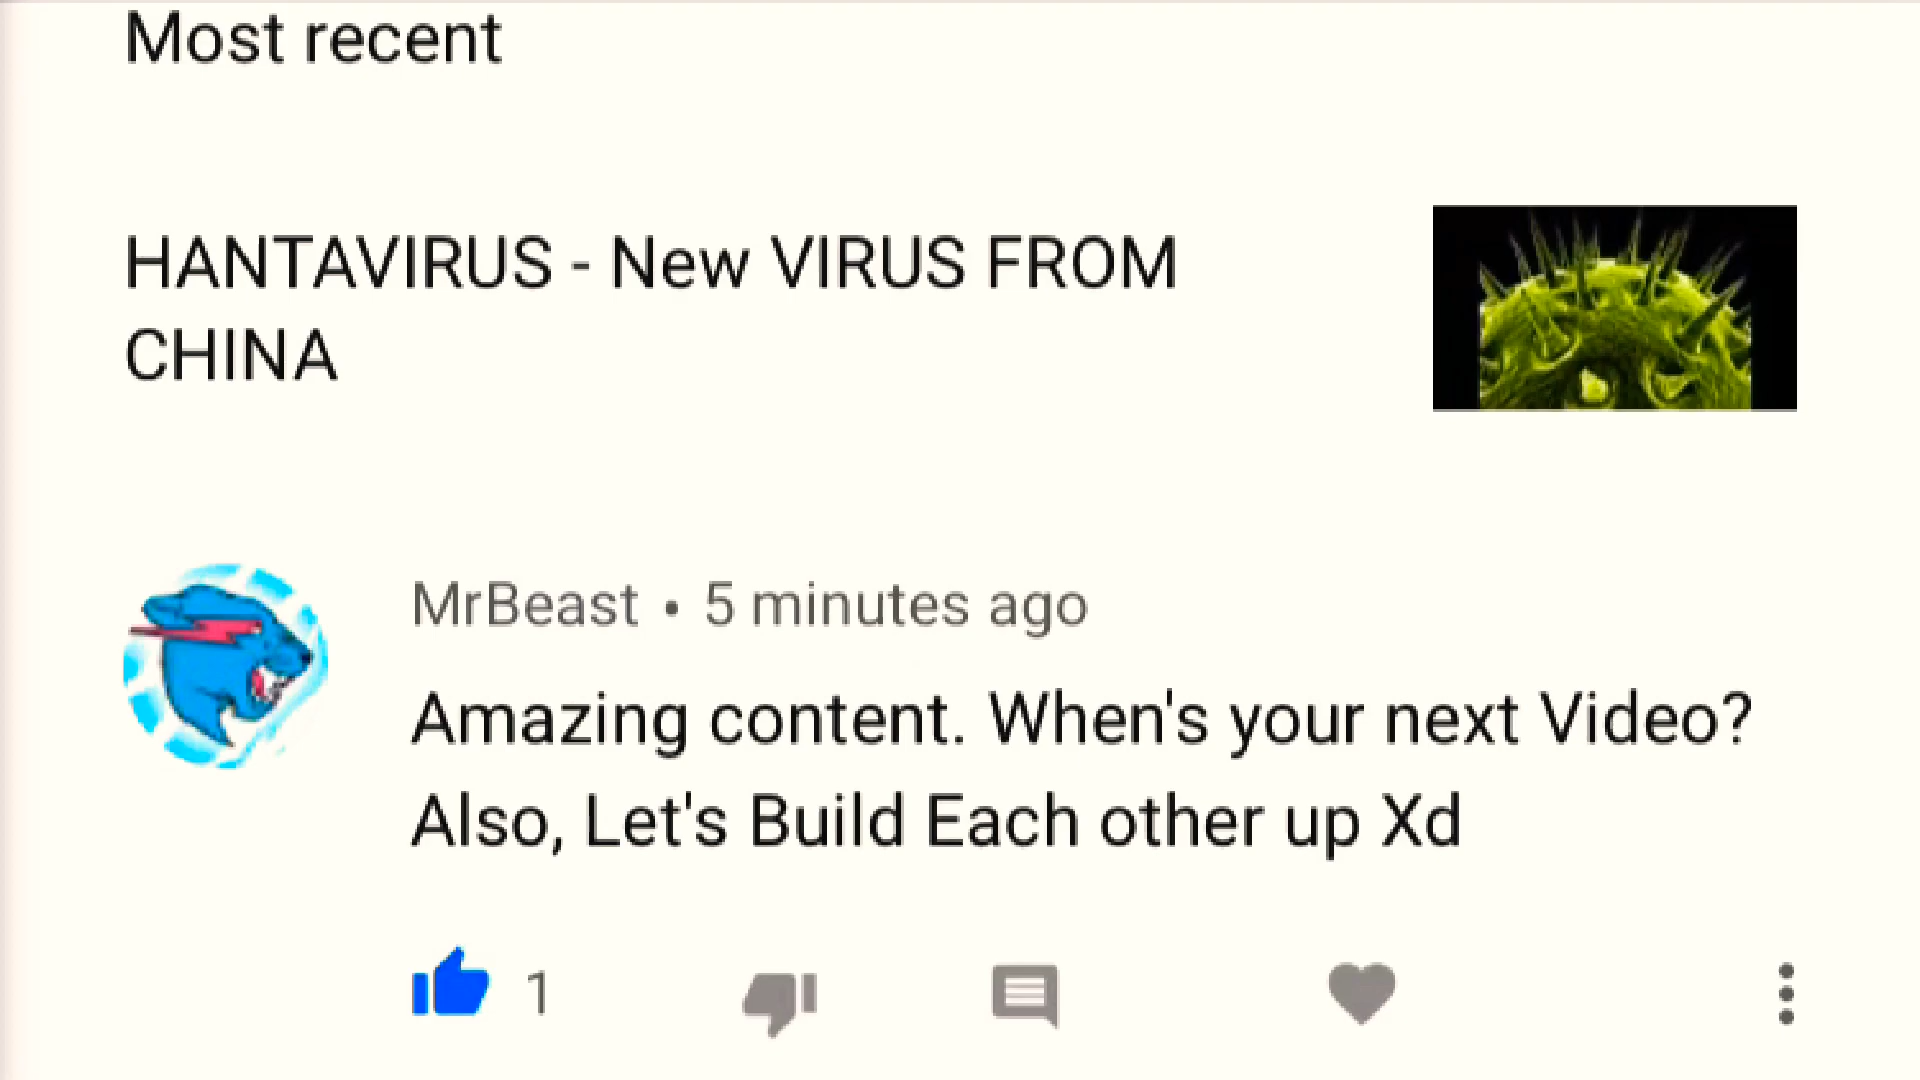 Most recent
HANTAVIRUS - New VIRUS FROM
CHINA
MrBeast • 5 minutes ago
Amazing content. When's your next Video?
Also, Let's Build Each other up Xd
1